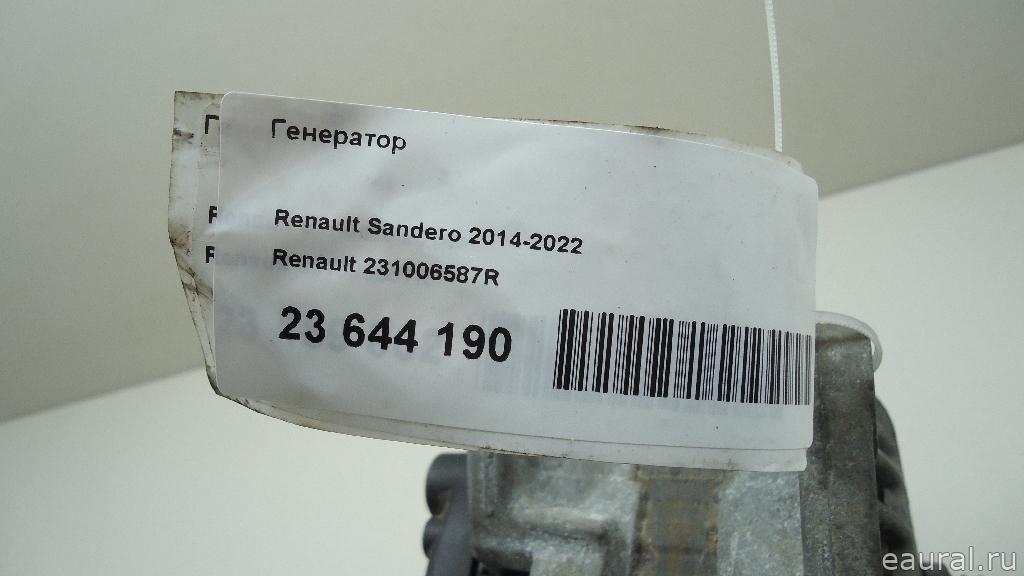 Генератор
Renault Sandero 2014-2022
Renault 231006587R
23 644 190
eaural.ru